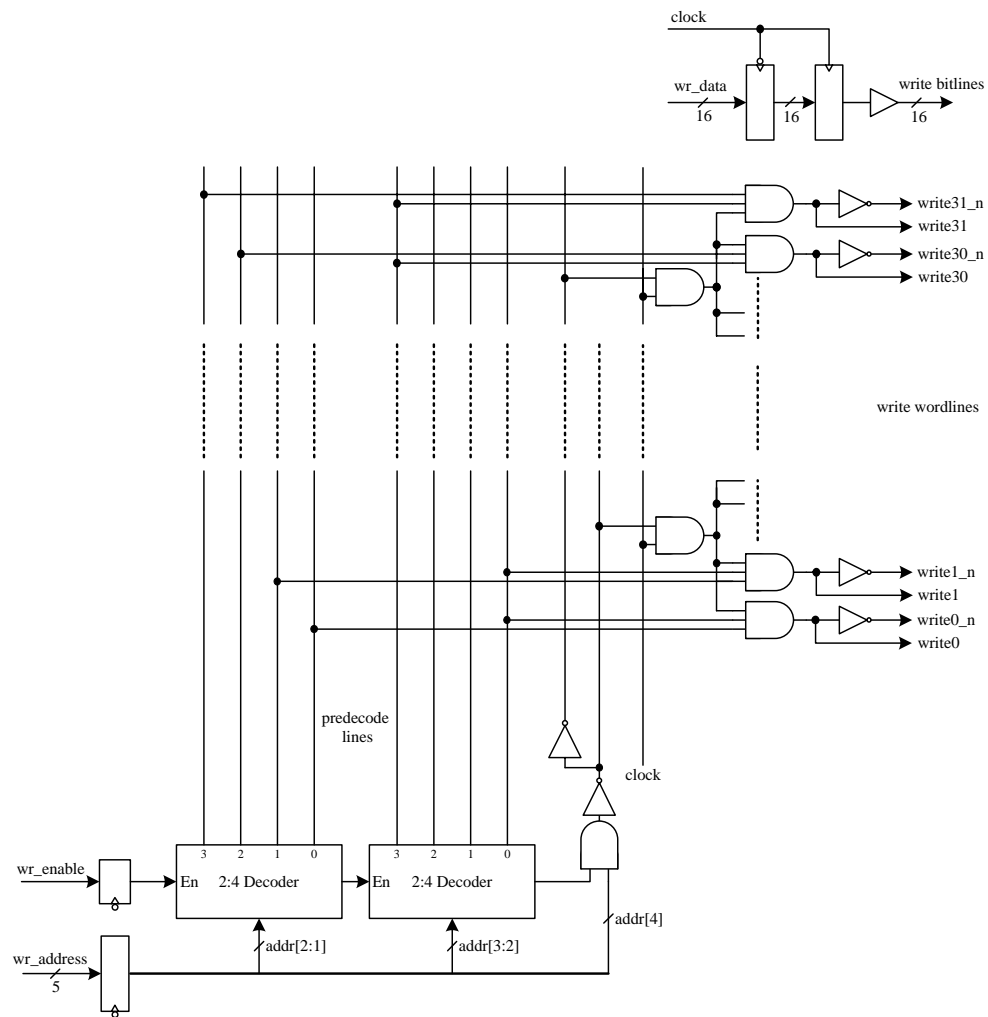 clock
wr_data
16
16
write bitlines
16
write31_n
write31
write30_n
write30
write wordlines
write1_n
write1
write0_n
write0
predecode
lines
clock
3 2 1 0
3 2 1 0
wr_enable
En 2:4 Decoder
En 2:4 Decoder
addr[4]
addr[2:1]
addr[3:2]
wr_address
5